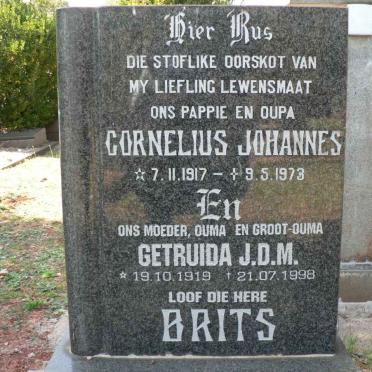 Hier Rus
DIE STOFLIKE OORSKOT VAN
MY LIEFLING LEWENSMAAT
ONS PAPPIE EN OUPA
CORNELIUS JOHANNES
☆ 7.11.1917 - ✝ 9.5.1973
En
ONS MOEDER, OUMA EN GROOT-OUMA
GETRUIDA J.D.M.
☆ 19.10.1919 ✝ 21.07.1998
LOOF DIE HERE
BRITS